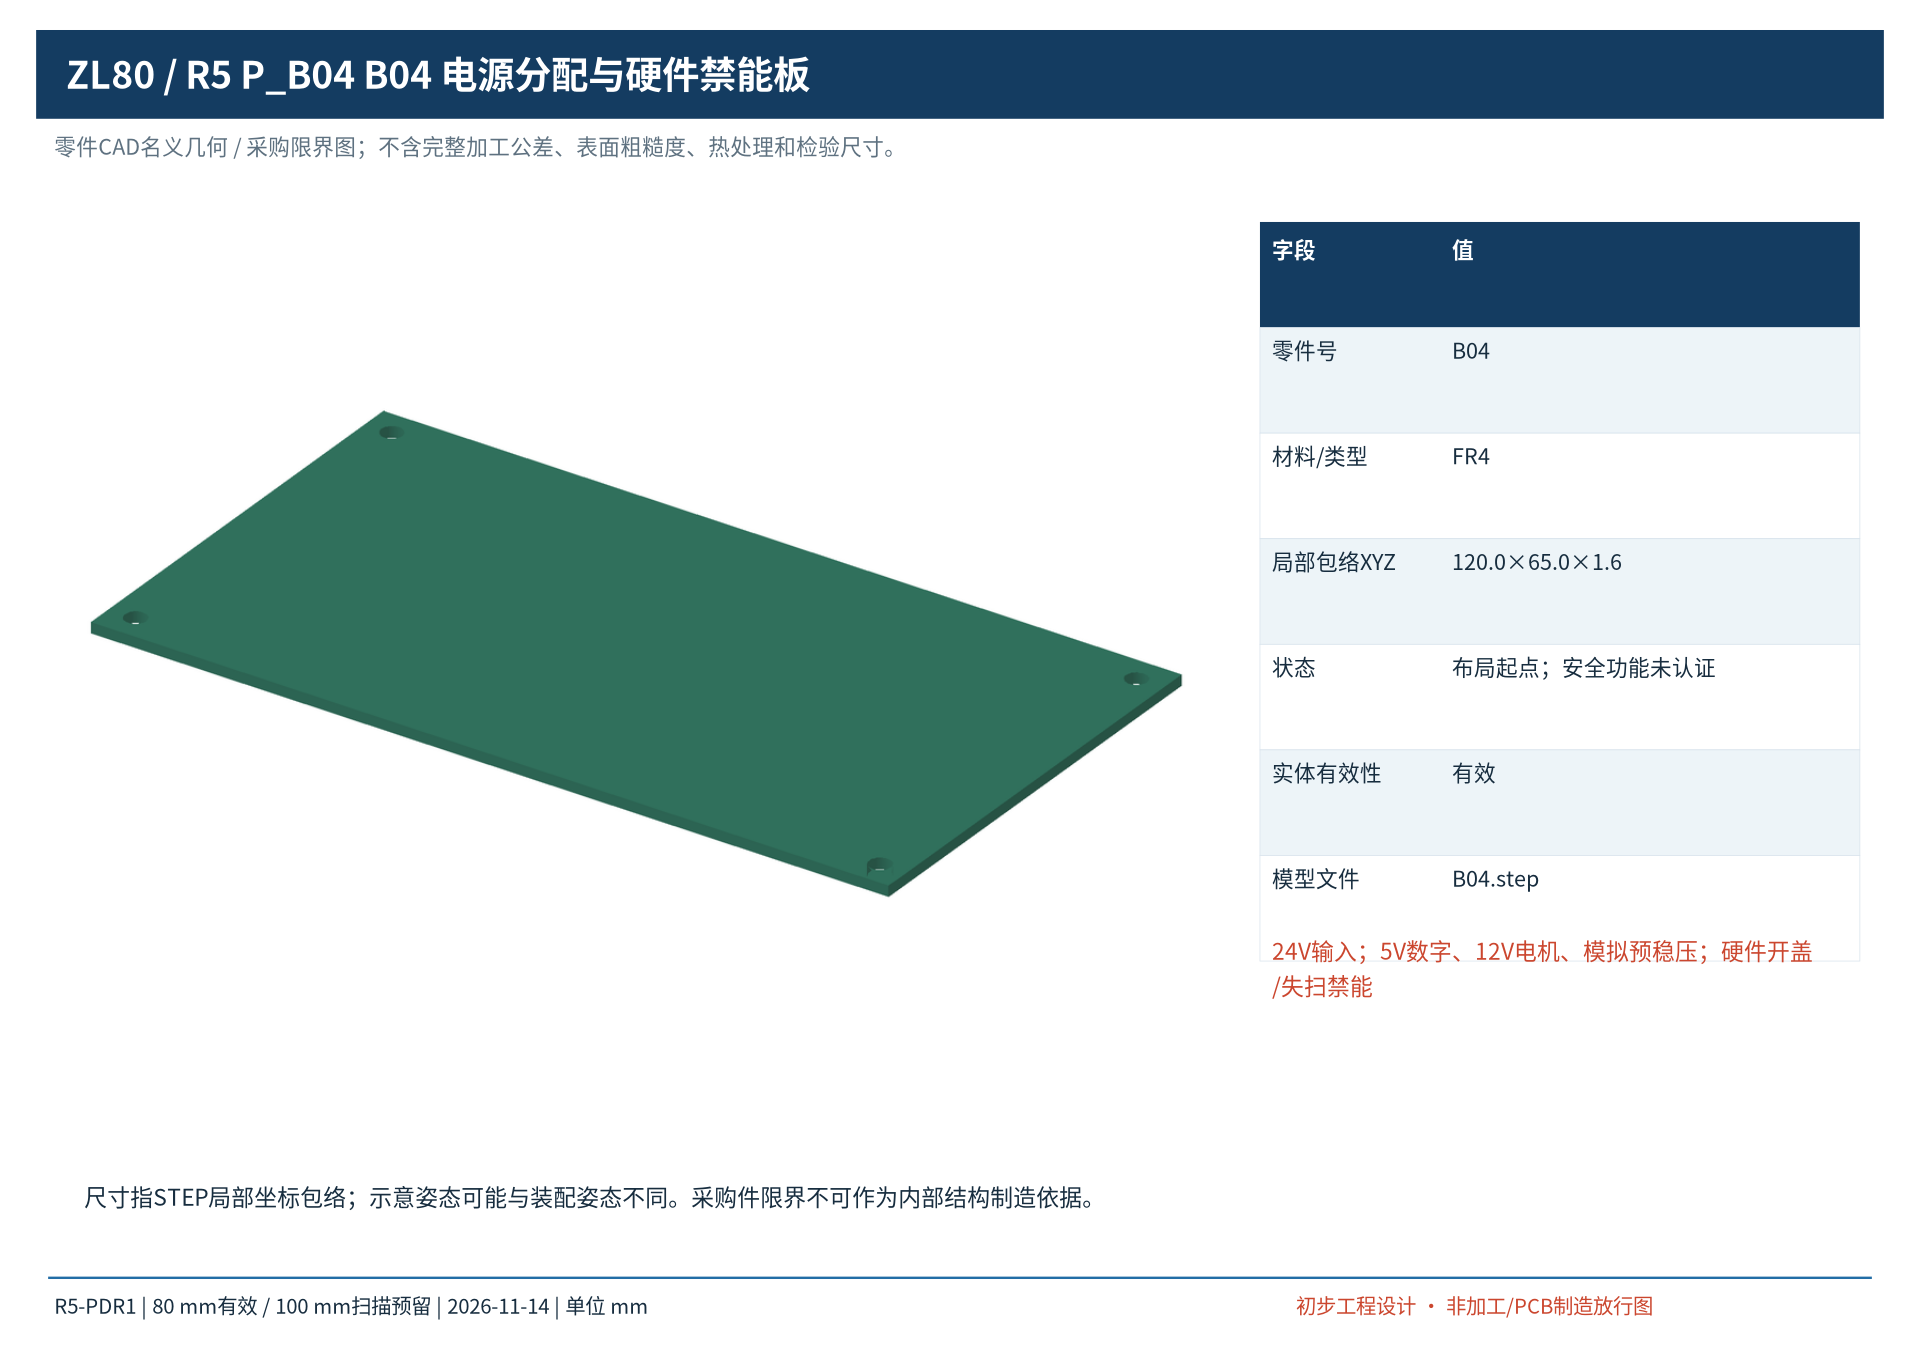 ZL80 / R5 P_B04 B04 电源分配与硬件禁能板
零件CAD名义几何 / 采购限界图；不含完整加工公差、表面粗糙度、热处理和检验尺寸。
字段 值
零件号 B04
材料/类型 FR4
局部包络XYZ 120.0×65.0×1.6
状态 布局起点；安全功能未认证
实体有效性 有效
模型文件 B04.step
24V输入；5V数字、12V电机、模拟预稳压；硬件开盖
/失扫禁能
尺寸指STEP局部坐标包络；示意姿态可能与装配姿态不同。采购件限界不可作为内部结构制造依据。
R5-PDR1 | 80 mm有效 / 100 mm扫描预留 | 2026-11-14 | 单位 mm
初步工程设计 · 非加工/PCB制造放行图